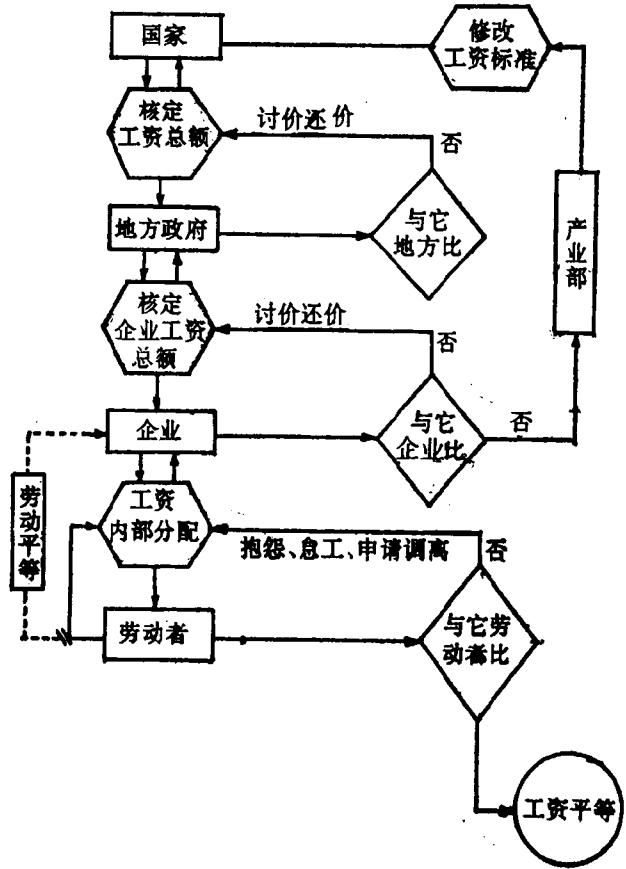 国家
修改
工资标准
核定
工资总额
讨价还价
否
地方政府
与它
地方比
产业部
核定
企业工资
总额
讨价还价
否
企业
与它
企业比
否
劳动平等
工资
内部分配
抱怨、怠工、申请调离
否
劳动者
与它劳
动者比
工资平等